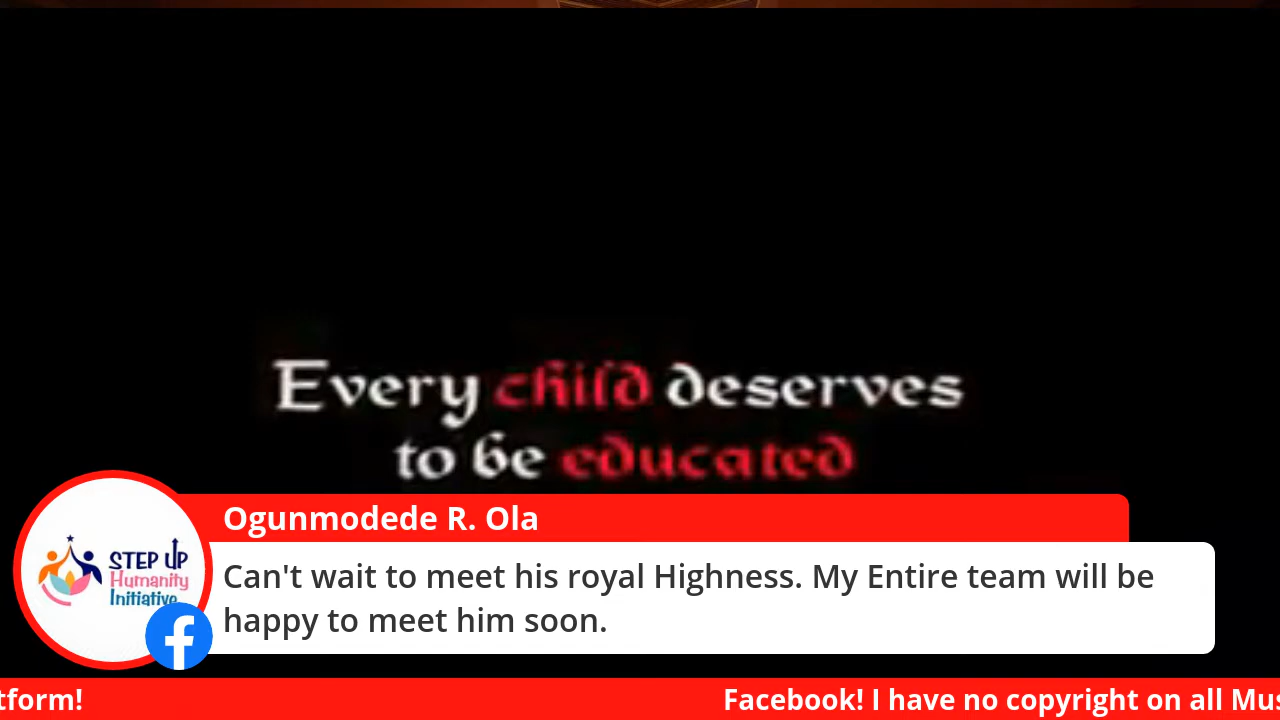 Every child deserves
to be educated
Ogunmodede R. Ola
STEP UP
Humanity
Initiative
Can't wait to meet his royal Highness. My Entire team will be
happy to meet him soon.
tform!
Facebook! I have no copyright on all Mus